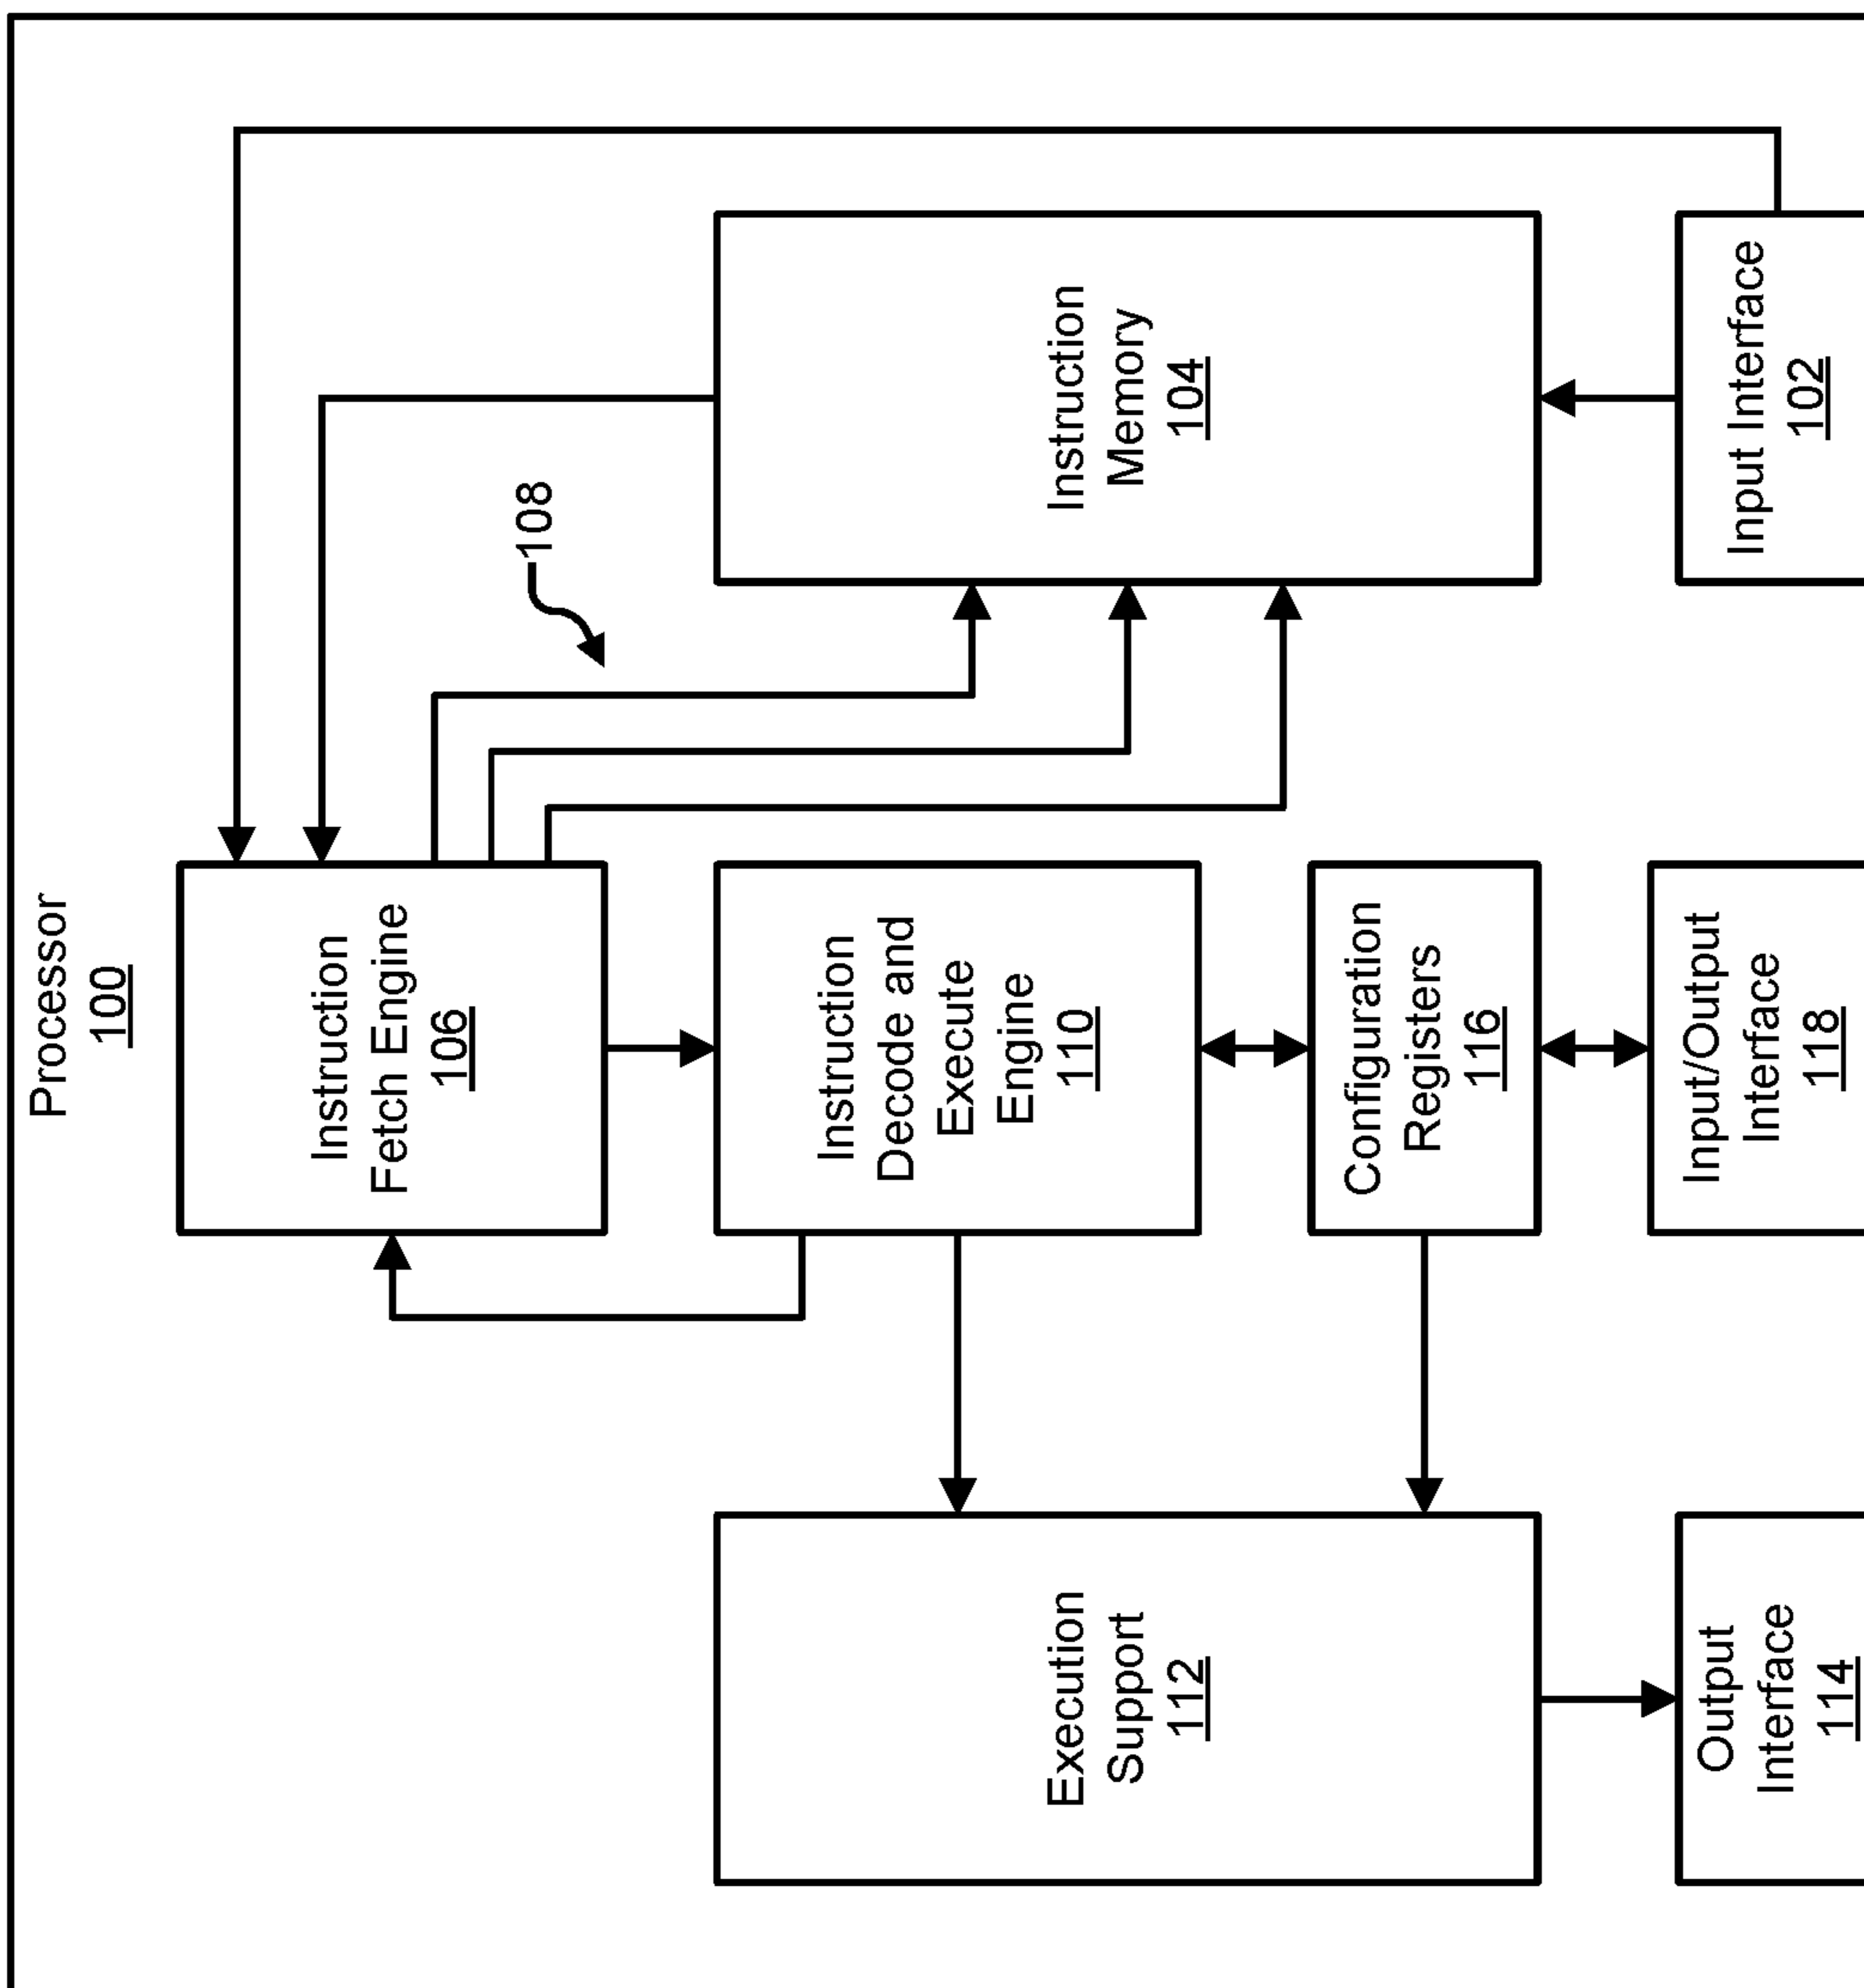 Processor
100
Instruction
Fetch Engine
106
108
Instruction
Memory
104
Input Interface
102
Instruction
Decode and
Execute
Engine
110
Configuration
Registers
116
Input/Output
Interface
118
Execution
Support
112
Output
Interface
114